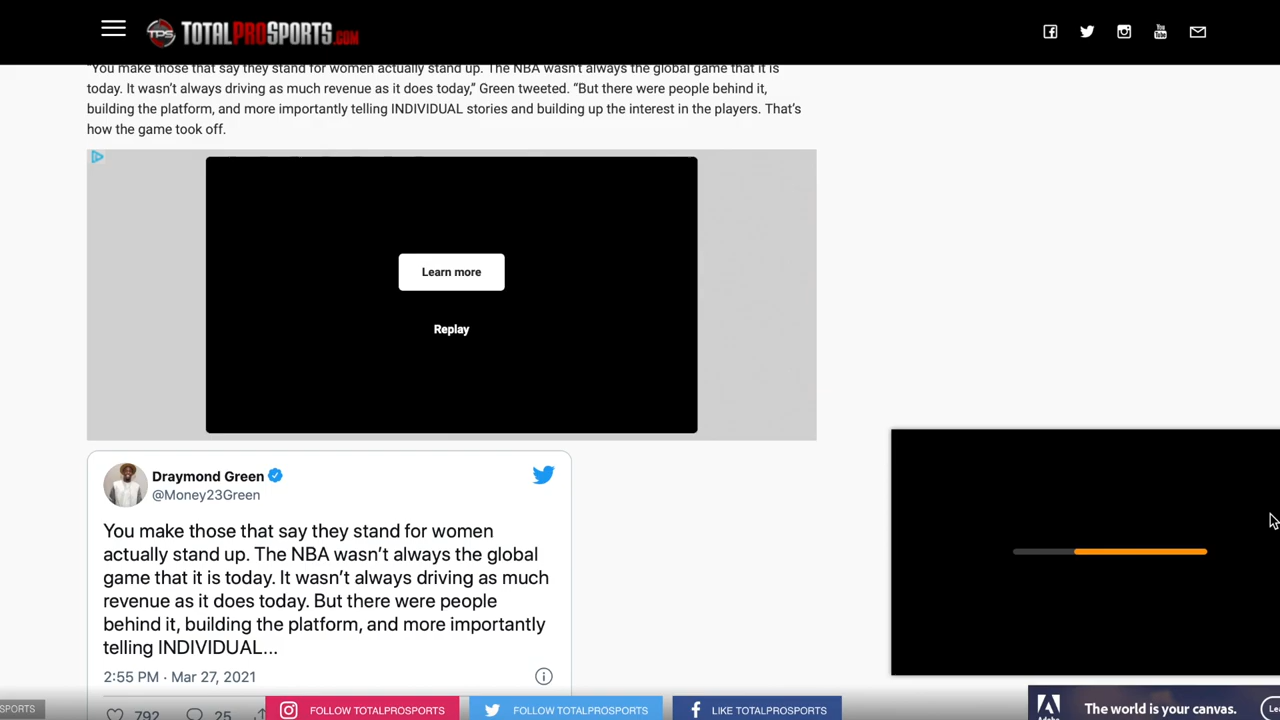 TPS TOTALPROSPORTS.COM
"You make those that say they stand for women actually stand up. The NBA wasn't always the global game that it is
today. It wasn't always driving as much revenue as it does today," Green tweeted. "But there were people behind it,
building the platform, and more importantly telling INDIVIDUAL stories and building up the interest in the players. That's
how the game took off.
Learn more
Replay
Draymond Green
@Money23Green
You make those that say they stand for women
actually stand up. The NBA wasn't always the global
game that it is today. It wasn't always driving as much
revenue as it does today. But there were people
behind it, building the platform, and more importantly
telling INDIVIDUAL...
2:55 PM · Mar 27, 2021
792 25
SPORTS
FOLLOW TOTALPROSPORTS
FOLLOW TOTALPROSPORTS
LIKE TOTALPROSPORTS
Adobe
The world is your canvas.